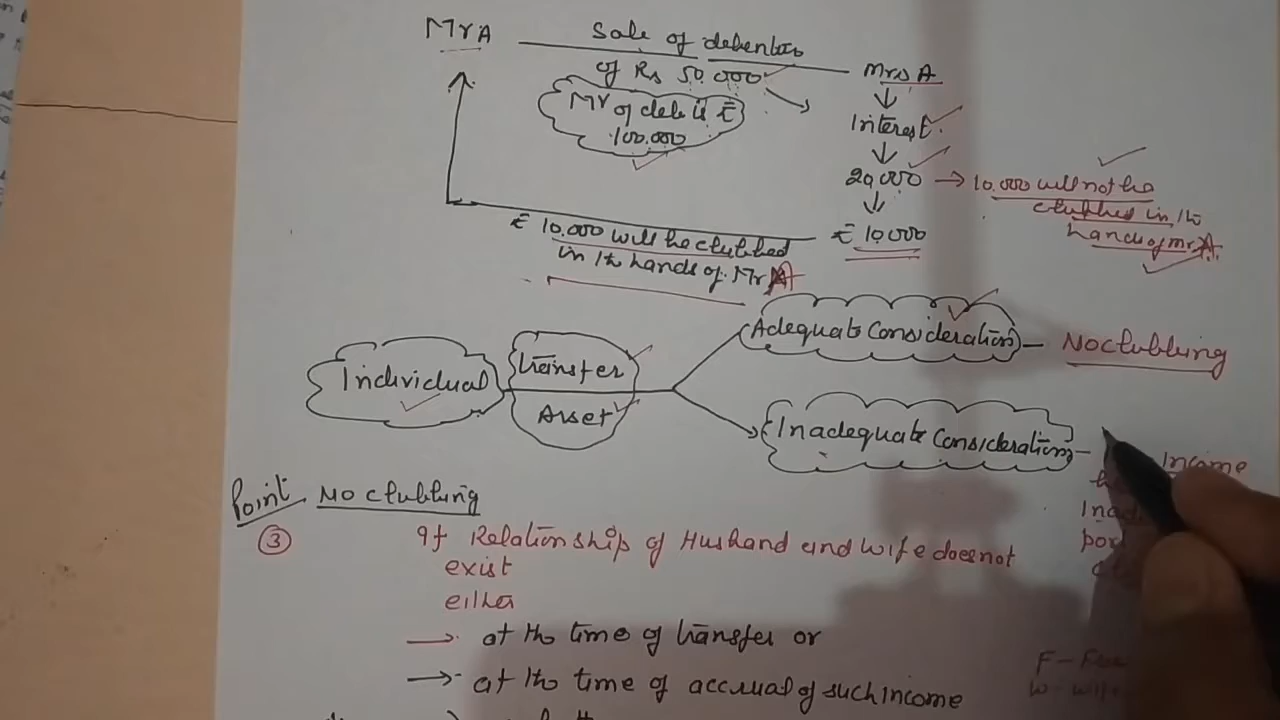 Mr A
Sale of debentures
of Rs 50,000
Mrs A
MV of deb is ₹
100.000
Interest
20,000 → 10,000 will not be
clubbed in the
hands of Mr A
₹ 10,000
₹ 10.000 will be clubbed
in the hands of Mr A
Individual
transfer
Asset
Adequate Consideration - No clubbing
Inadequate Consideration -
Income
Point No clubbing
③ If Relationship of Husband and wife does not
exist
either
→ at the time of transfer or
→ at the time of accrual of such income